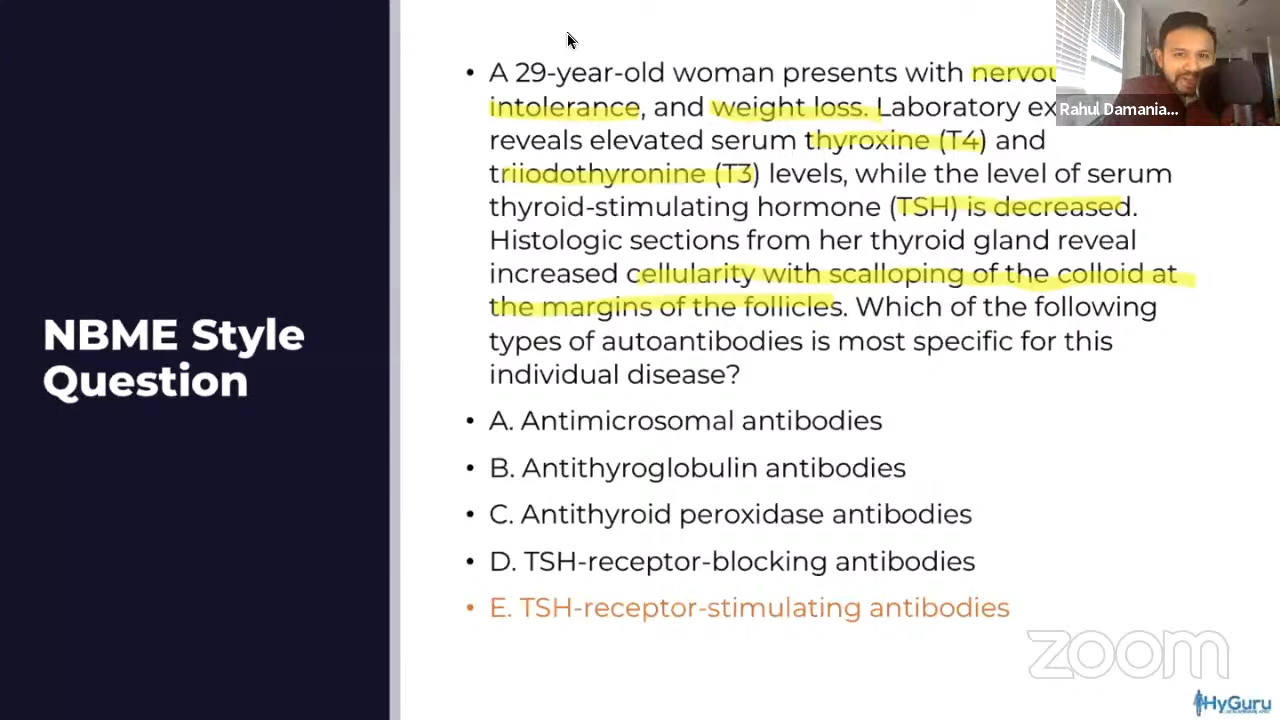 NBME Style
Question
• A 29-year-old woman presents with
intolerance, and weight loss. Laboratory
reveals elevated serum thyroxine (T4) and
triiodothyronine (T3) levels, while the level of serum
thyroid-stimulating hormone (TSH) is decreased.
Histologic sections from her thyroid gland reveal
increased cellularity with scalloping of the colloid at
the margins of the follicles. Which of the following
types of autoantibodies is most specific for this
individual disease?
• A. Antimicrosomal antibodies
• B. Antithyroglobulin antibodies
• C. Antithyroid peroxidase antibodies
• D. TSH-receptor-blocking antibodies
• E. TSH-receptor-stimulating antibodies
Rahul Damania...
zoom
HyGuru